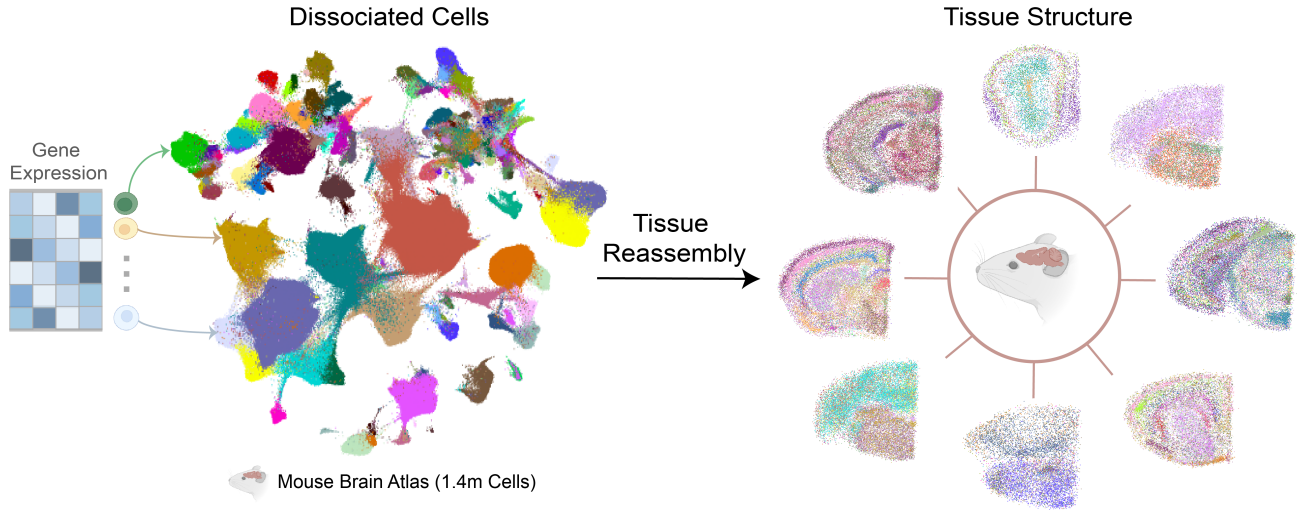 Dissociated Cells
Tissue Structure
Gene
Expression
Tissue
Reassembly
Mouse Brain Atlas (1.4m Cells)